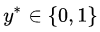 y* ∈ {0, 1}